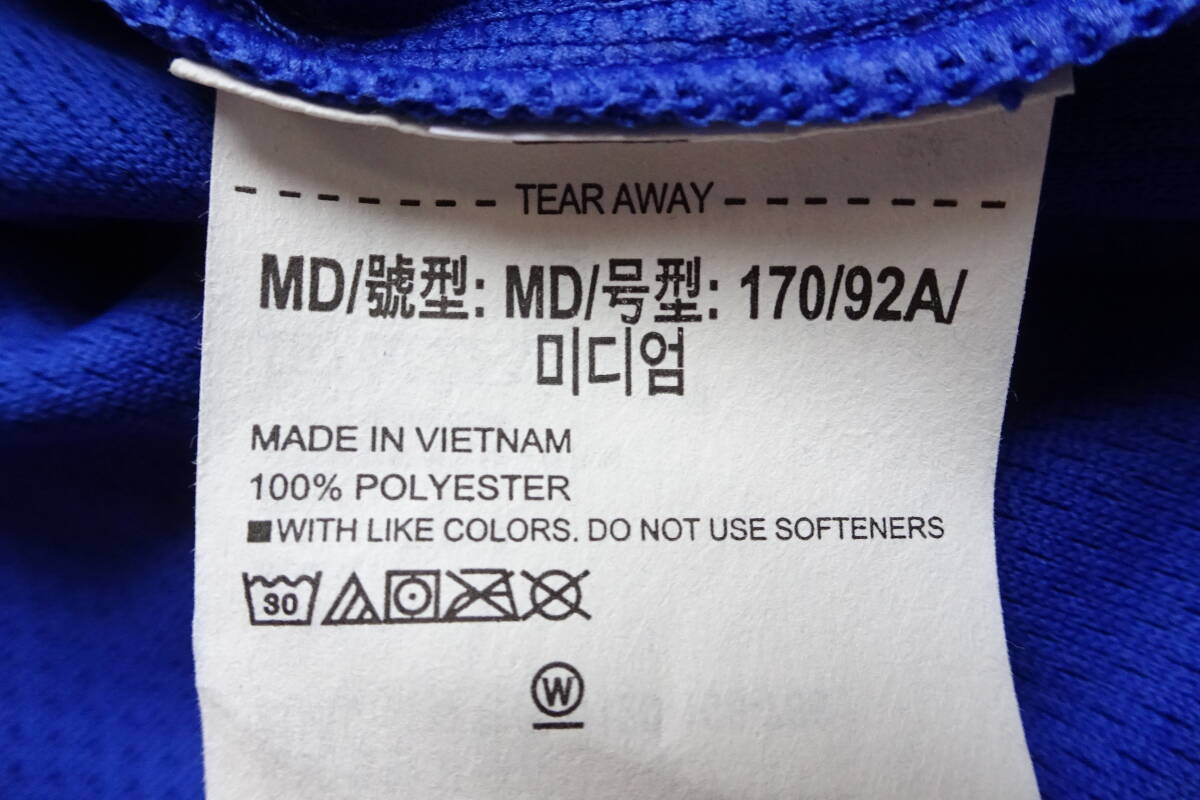 - - - - - - - - TEAR AWAY - - - - - - - -
MD/號型: MD/号型: 170/92A/
미디엄
MADE IN VIETNAM
100% POLYESTER
■WITH LIKE COLORS. DO NOT USE SOFTENERS
30
W